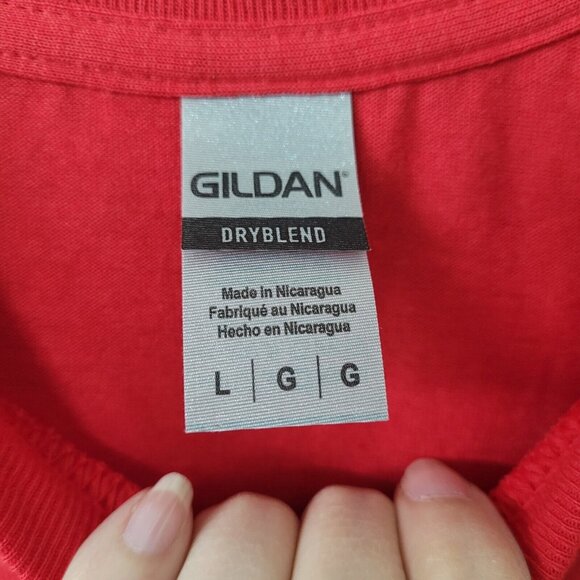 GILDAN®
DRYBLEND
Made in Nicaragua
Fabriqué au Nicaragua
Hecho en Nicaragua
L | G | G